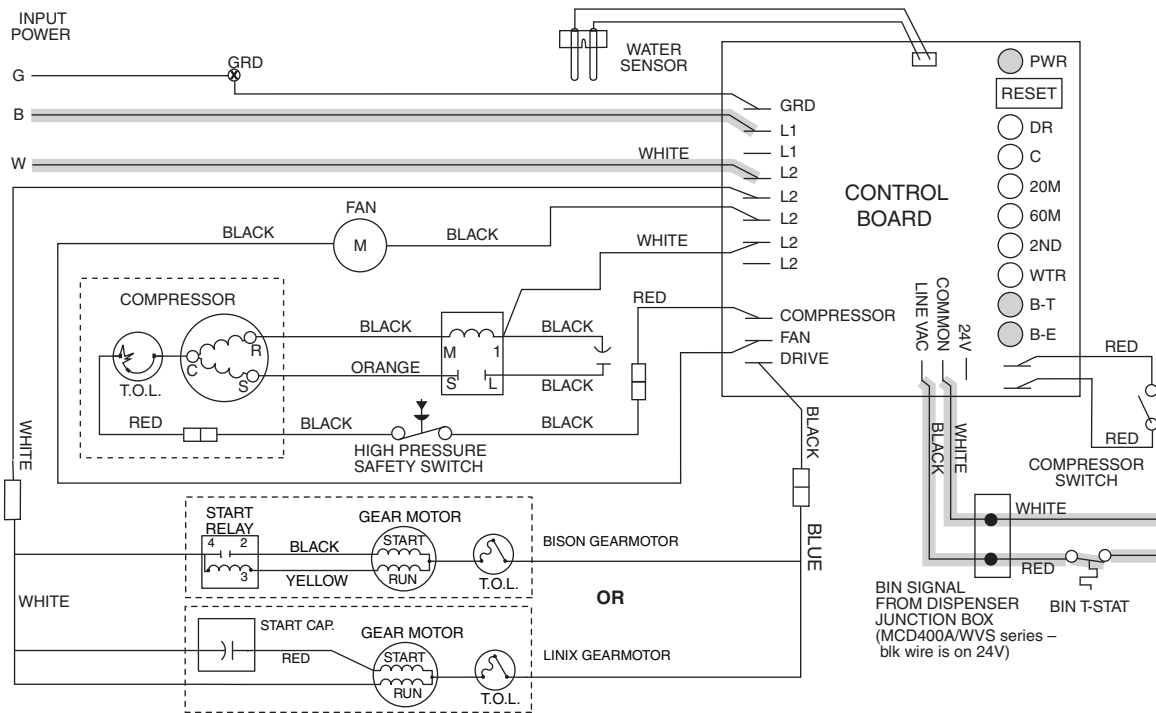 INPUT
POWER
G
GRD
B
W
WHITE
WATER
SENSOR
GRD
L1
L1
L2
L2
L2
L2
L2
CONTROL
BOARD
PWR
RESET
DR
C
20M
60M
2ND
WTR
B-T
B-E
FAN
M
BLACK
BLACK
WHITE
RED
COMPRESSOR
FAN
DRIVE
LINE VAC
COMMON
24V
COMPRESSOR
T.O.L.
C
R
S
BLACK
ORANGE
M
1
S
L
BLACK
BLACK
RED
BLACK
BLACK
HIGH PRESSURE
SAFETY SWITCH
RED
RED
COMPRESSOR
SWITCH
WHITE
BLACK
BLUE
BLACK
WHITE
WHITE
RED
BIN T-STAT
BIN SIGNAL
FROM DISPENSER
JUNCTION BOX
(MCD400A/WVS series –
blk wire is on 24V)
START
RELAY
4
2
3
BLACK
YELLOW
GEAR MOTOR
START
RUN
T.O.L.
BISON GEARMOTOR
WHITE
OR
START CAP.
RED
GEAR MOTOR
START
RUN
T.O.L.
LINIX GEARMOTOR